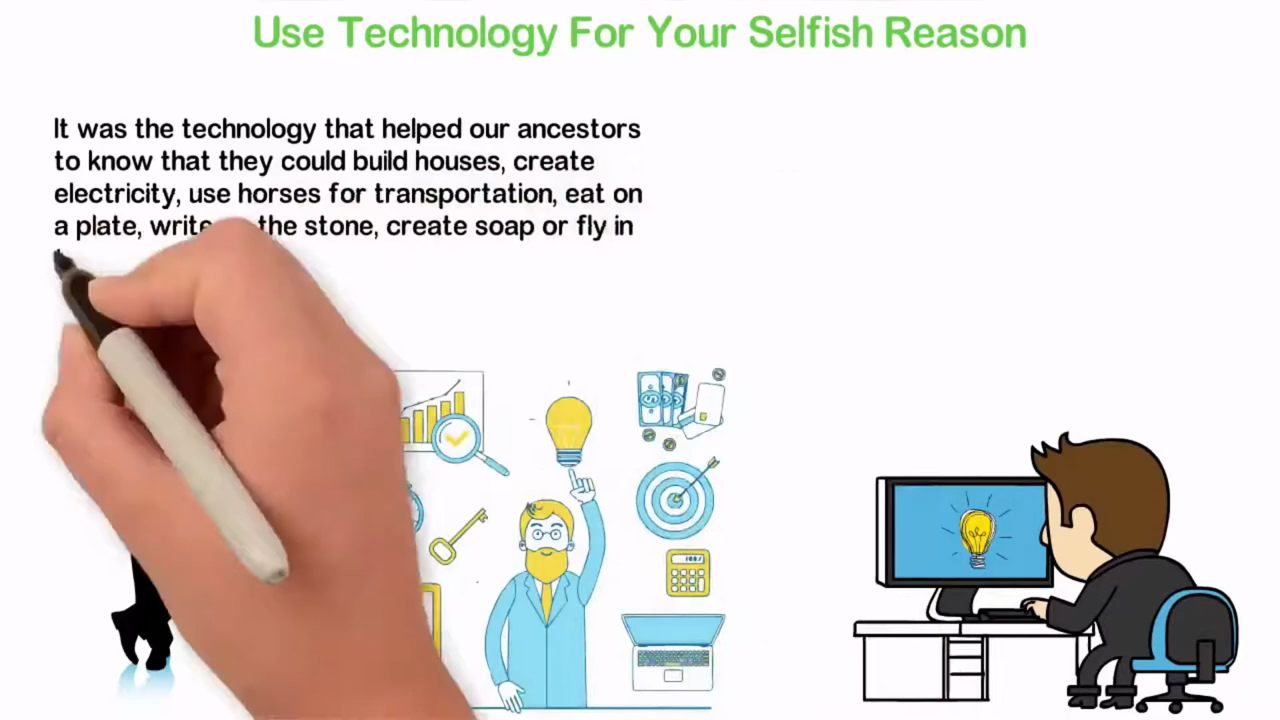 Use Technology For Your Selfish Reason
It was the technology that helped our ancestors
to know that they could build houses, create
electricity, use horses for transportation, eat on
a plate, write the stone, create soap or fly in